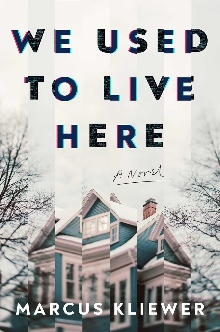 WE USED
TO LIVE
HERE
A Novel
MARCUS KLIEWER